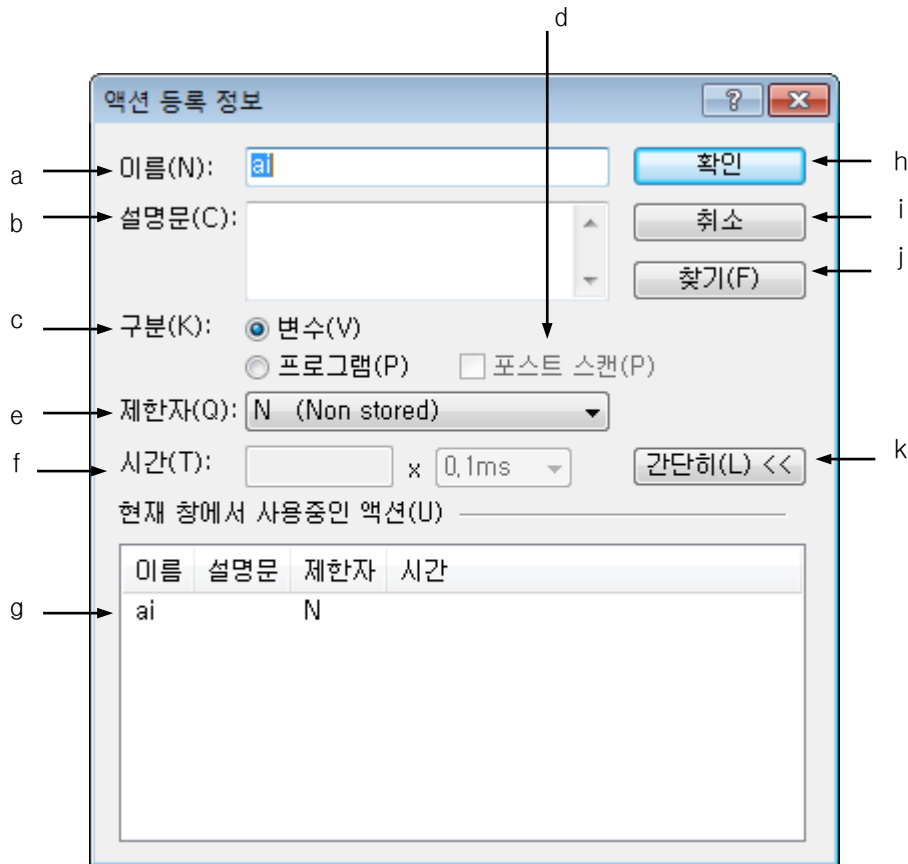 d
액션 등록 정보
a 이름(N): ai 확인 h
b 설명문(C): 취소 i
찾기(F) j
c 구분(K): 변수(V)
프로그램(P) 포스트 스캔(P)
e 제한자(Q): N (Non stored)
f 시간(T): x 0,1ms 간단히(L) << k
현재 창에서 사용중인 액션(U)
이름 설명문 제한자 시간
g ai N